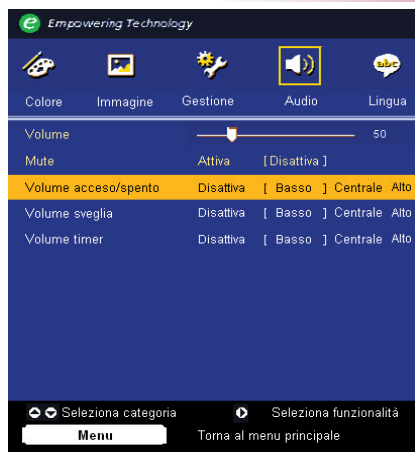 e Empowering Technology
abc
Colore Immagine Gestione Audio Lingua
Volume 50
Mute Attiva [ Disattiva ]
Volume acceso/spento Disattiva [ Basso ] Centrale Alto
Volume sveglia Disattiva [ Basso ] Centrale Alto
Volume timer Disattiva [ Basso ] Centrale Alto
Seleziona categoria Seleziona funzionalità
Menu Torna al menu principale